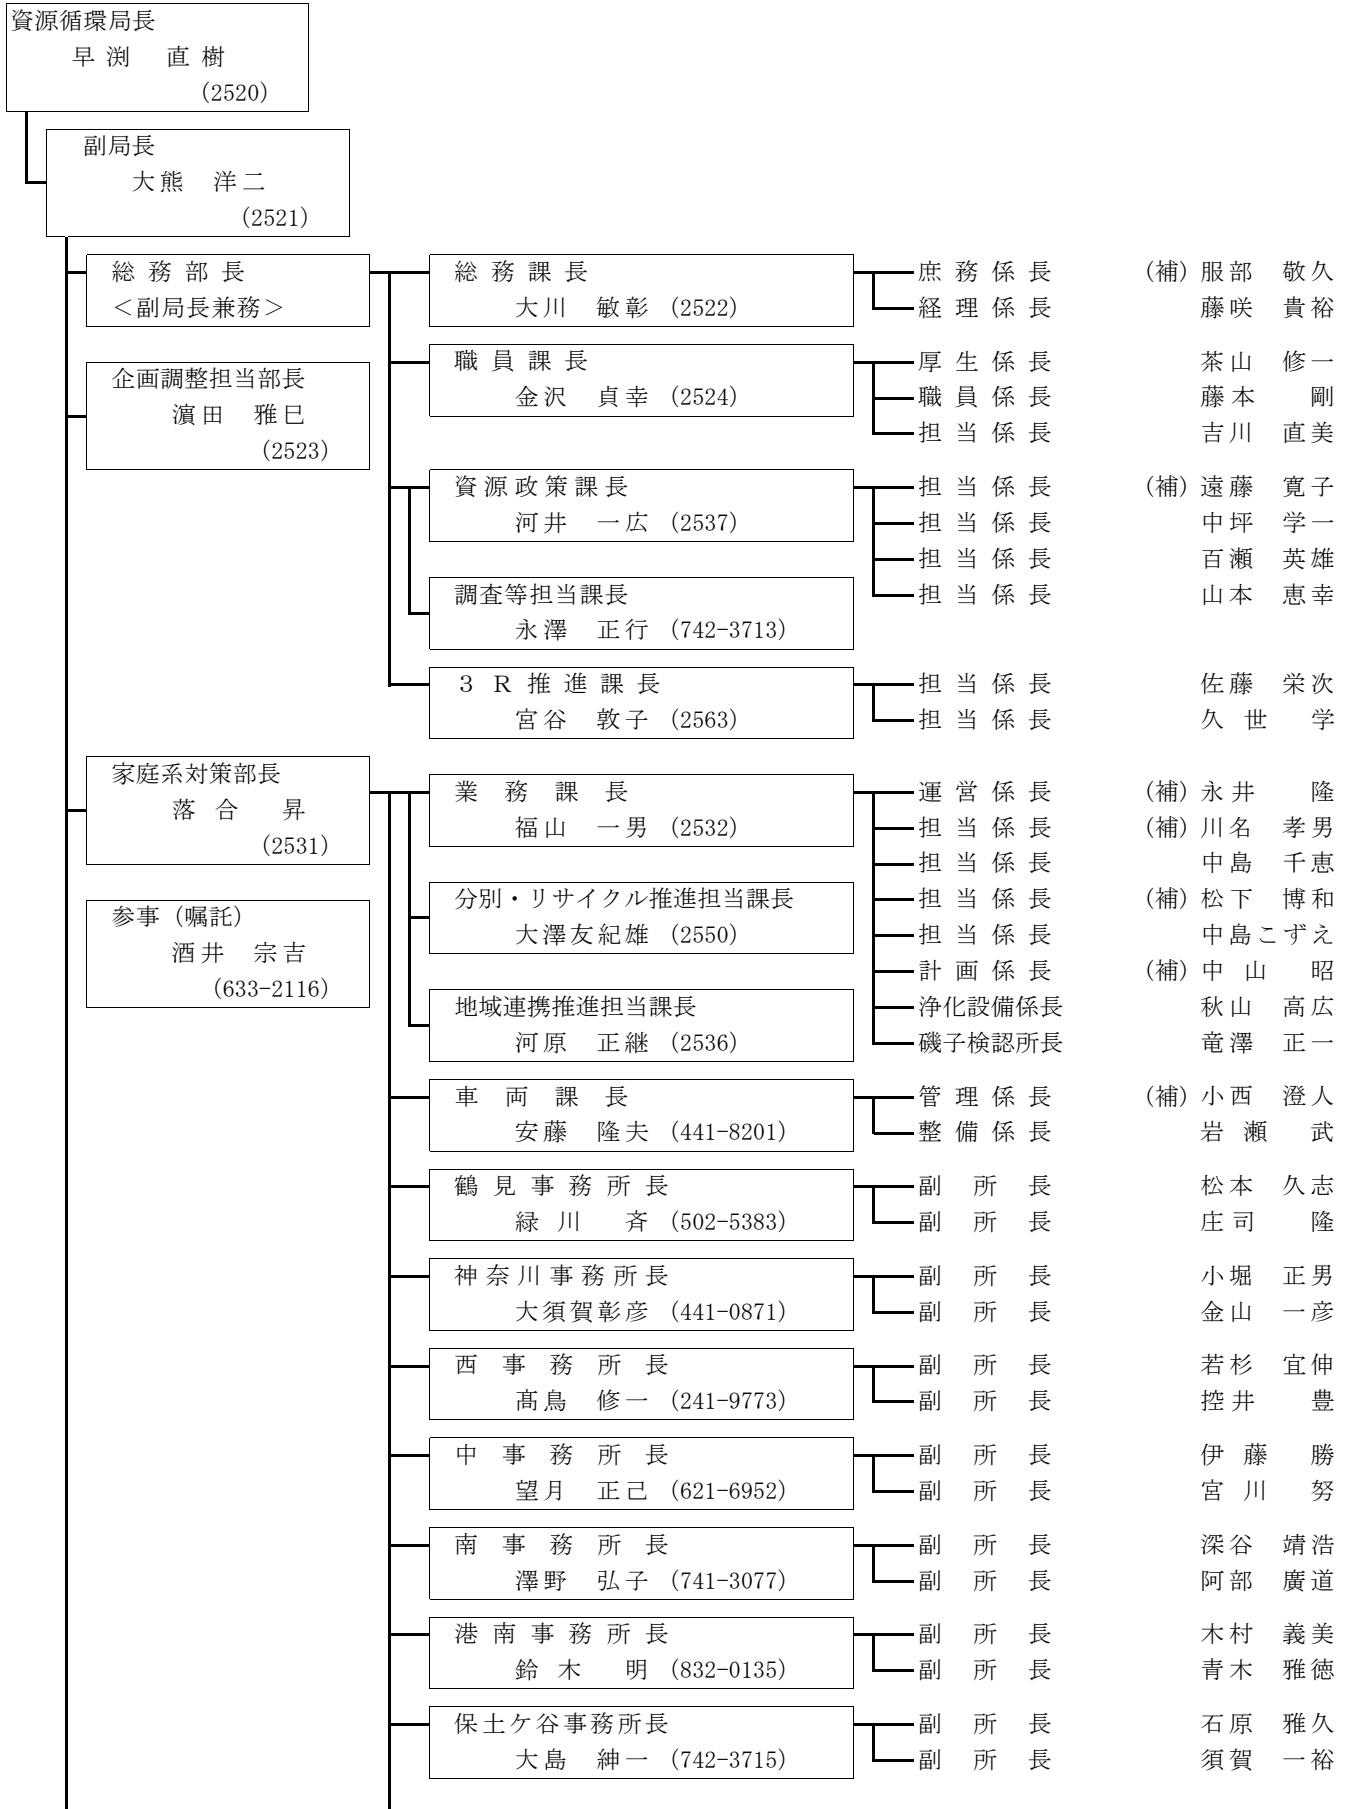 資源循環局長
早渕 直樹
(2520)
副局長
大熊 洋二
(2521)
総務部長
＜副局長兼務＞
企画調整担当部長
濵田 雅巳
(2523)
総務課長
大川 敏彰 (2522)
庶務係長 (補) 服部 敬久
経理係長 藤咲 貴裕
職員課長
金沢 貞幸 (2524)
厚生係長 茶山 修一
職員係長 藤本 剛
担当係長 吉川 直美
資源政策課長
河井 一広 (2537)
担当係長 (補) 遠藤 寛子
担当係長 中坪 学一
担当係長 百瀬 英雄
担当係長 山本 恵幸
調査等担当課長
永澤 正行 (742-3713)
３Ｒ推進課長
宮谷 敦子 (2563)
担当係長 佐藤 栄次
担当係長 久世 学
家庭系対策部長
落合 昇
(2531)
参事（嘱託）
酒井 宗吉
(633-2116)
業務課長
福山 一男 (2532)
運営係長 (補) 永井 隆
担当係長 (補) 川名 孝男
担当係長 中島 千恵
担当係長 (補) 松下 博和
担当係長 中島こずえ
計画係長 (補) 中山 昭
浄化設備係長 秋山 高広
磯子検認所長 竜澤 正一
分別・リサイクル推進担当課長
大澤友紀雄 (2550)
地域連携推進担当課長
河原 正継 (2536)
車両課長
安藤 隆夫 (441-8201)
管理係長 (補) 小西 澄人
整備係長 岩瀬 武
鶴見事務所長
緑川 斉 (502-5383)
副所長 松本 久志
副所長 庄司 隆
神奈川事務所長
大須賀彰彦 (441-0871)
副所長 小堀 正男
副所長 金山 一彦
西事務所長
髙鳥 修一 (241-9773)
副所長 若杉 宜伸
副所長 控井 豊
中事務所長
望月 正己 (621-6952)
副所長 伊藤 勝
副所長 宮川 努
南事務所長
澤野 弘子 (741-3077)
副所長 深谷 靖浩
副所長 阿部 廣道
港南事務所長
鈴木 明 (832-0135)
副所長 木村 義美
副所長 青木 雅徳
保土ケ谷事務所長
大島 紳一 (742-3715)
副所長 石原 雅久
副所長 須賀 一裕